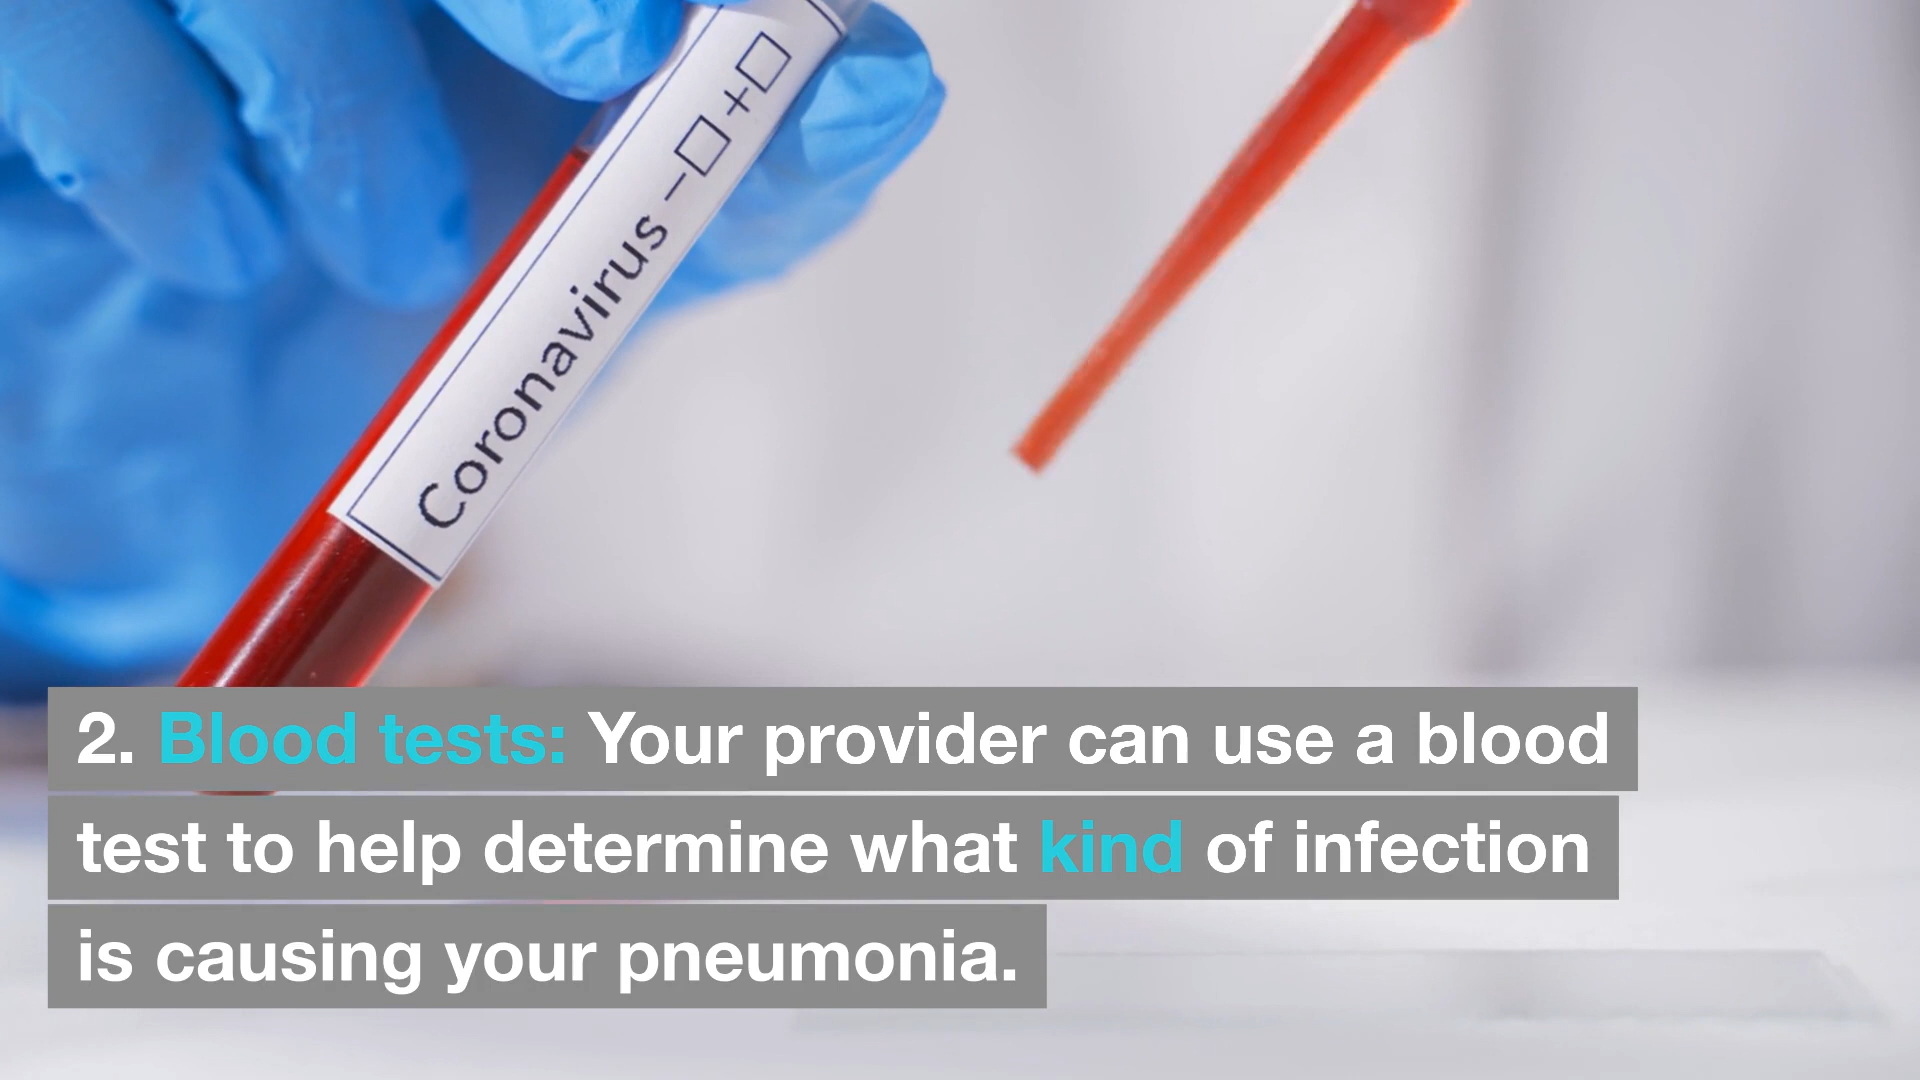 Coronavirus -□ +□
2. Blood tests: Your provider can use a blood
test to help determine what kind of infection
is causing your pneumonia.